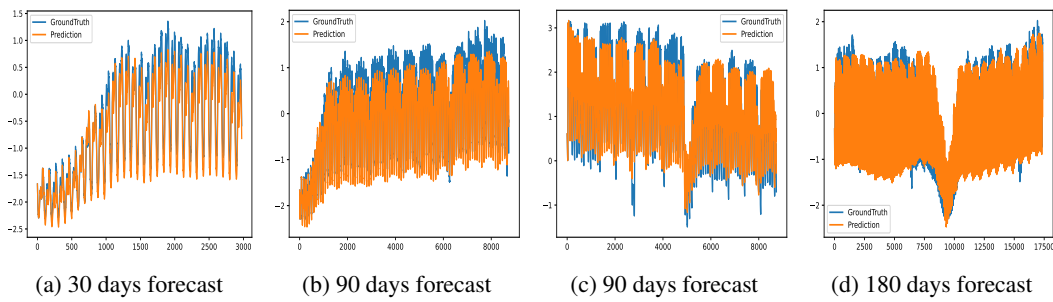 GroundTruth
Prediction
1.5
1.0
0.5
0.0
−0.5
−1.0
−1.5
−2.0
−2.5
0 500 1000 1500 2000 2500 3000
(a) 30 days forecast
GroundTruth
Prediction
2
1
0
−1
−2
0 2000 4000 6000 8000
(b) 90 days forecast
GroundTruth
Prediction
3
2
1
0
−1
0 2000 4000 6000 8000
(c) 90 days forecast
2
1
0
−1
−2
GroundTruth
Prediction
0 2500 5000 7500 10000 12500 15000 17500
(d) 180 days forecast